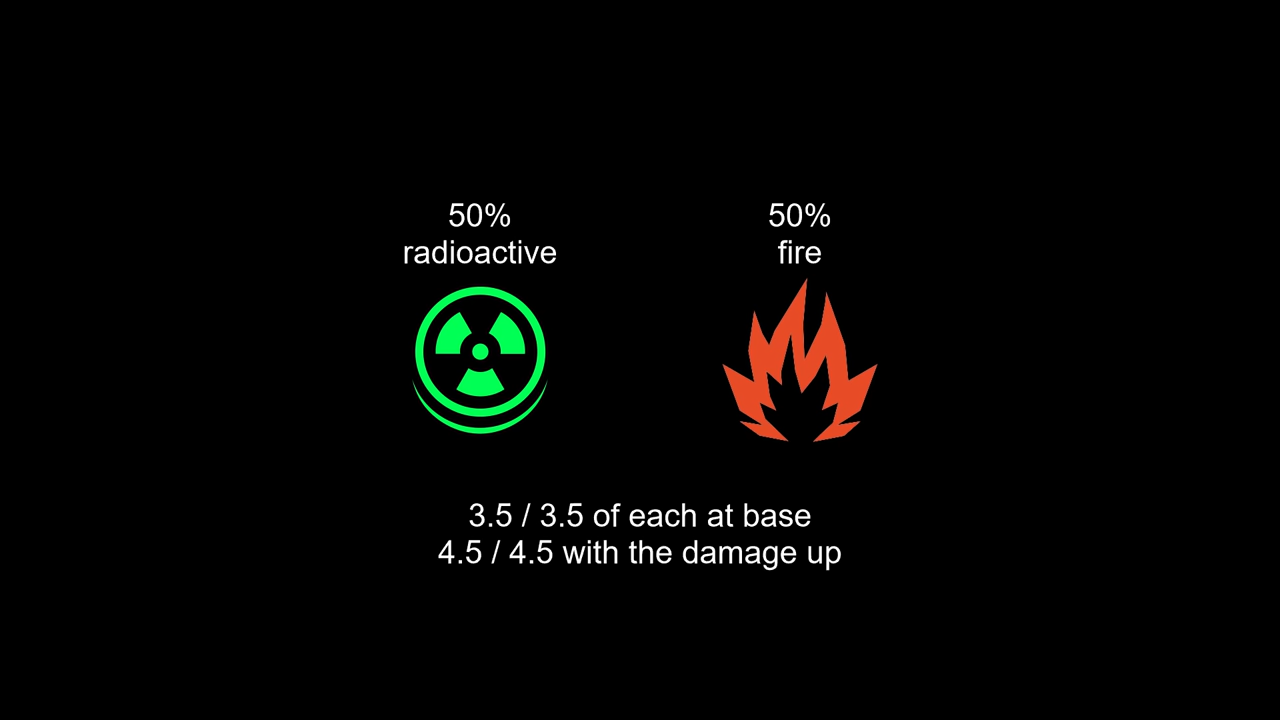 50%
radioactive
50%
fire
3.5 / 3.5 of each at base
4.5 / 4.5 with the damage up